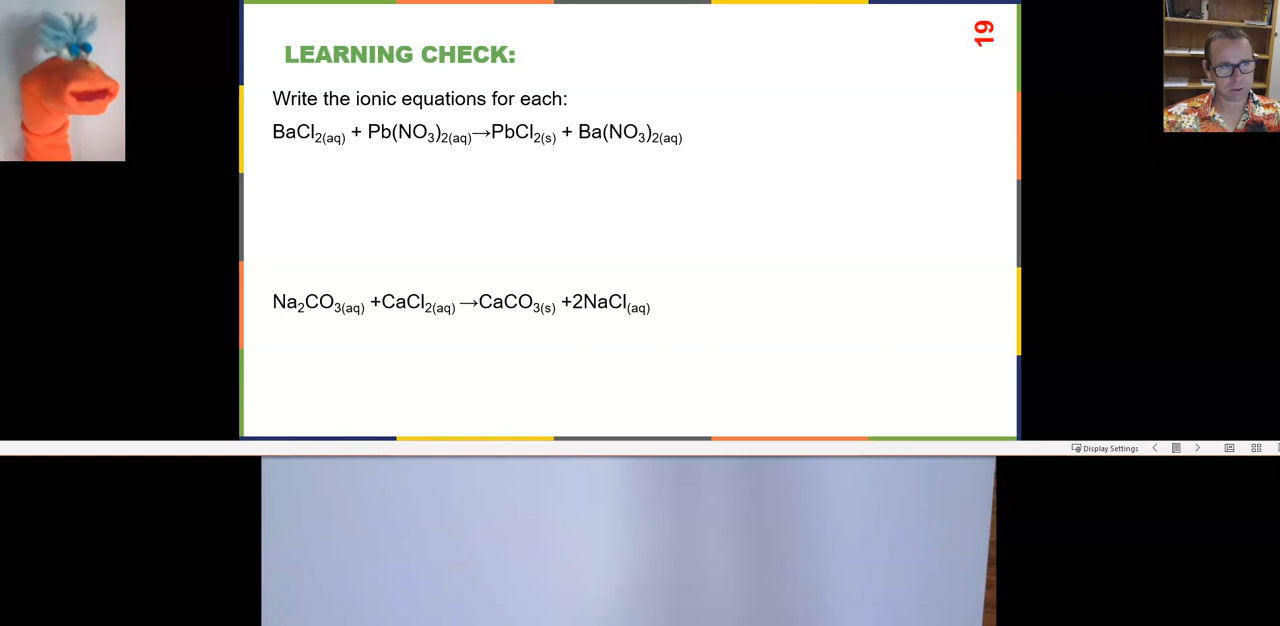 19
LEARNING CHECK:
Write the ionic equations for each:
BaCl₂₍aq₎ + Pb(NO₃)₂₍aq₎→PbCl₂₍s₎ + Ba(NO₃)₂₍aq₎
Na₂CO₃₍aq₎ +CaCl₂₍aq₎ →CaCO₃₍s₎ +2NaCl₍aq₎
Display Settings